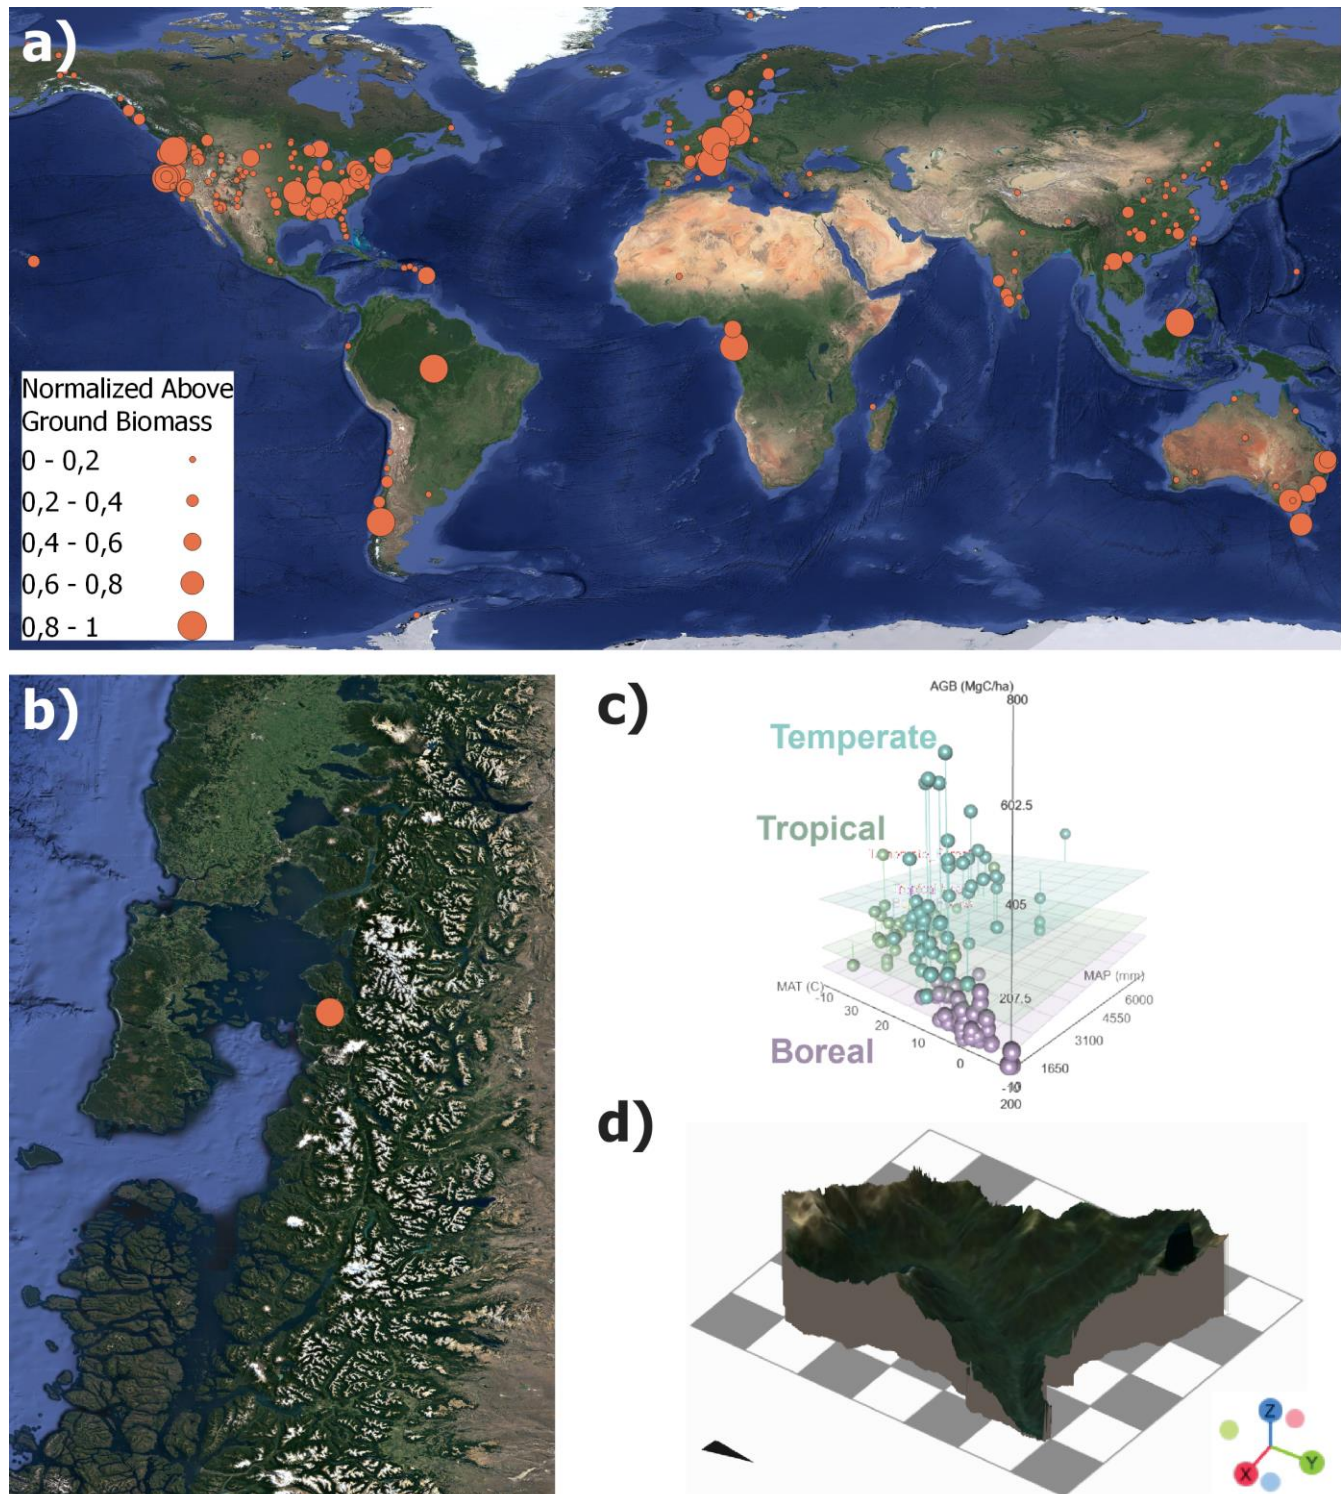 a)
Normalized Above
Ground Biomass
0 - 0,2
0,2 - 0,4
0,4 - 0,6
0,6 - 0,8
0,8 - 1
b)
c)
AGB (MgC/ha)
800
Temperate
602.5
Tropical
405
MAT (C)
MAP (mm)
-10
30
20
10
0
207.5
6000
4550
3100
1650
Boreal
200
d)
Z
Y
X